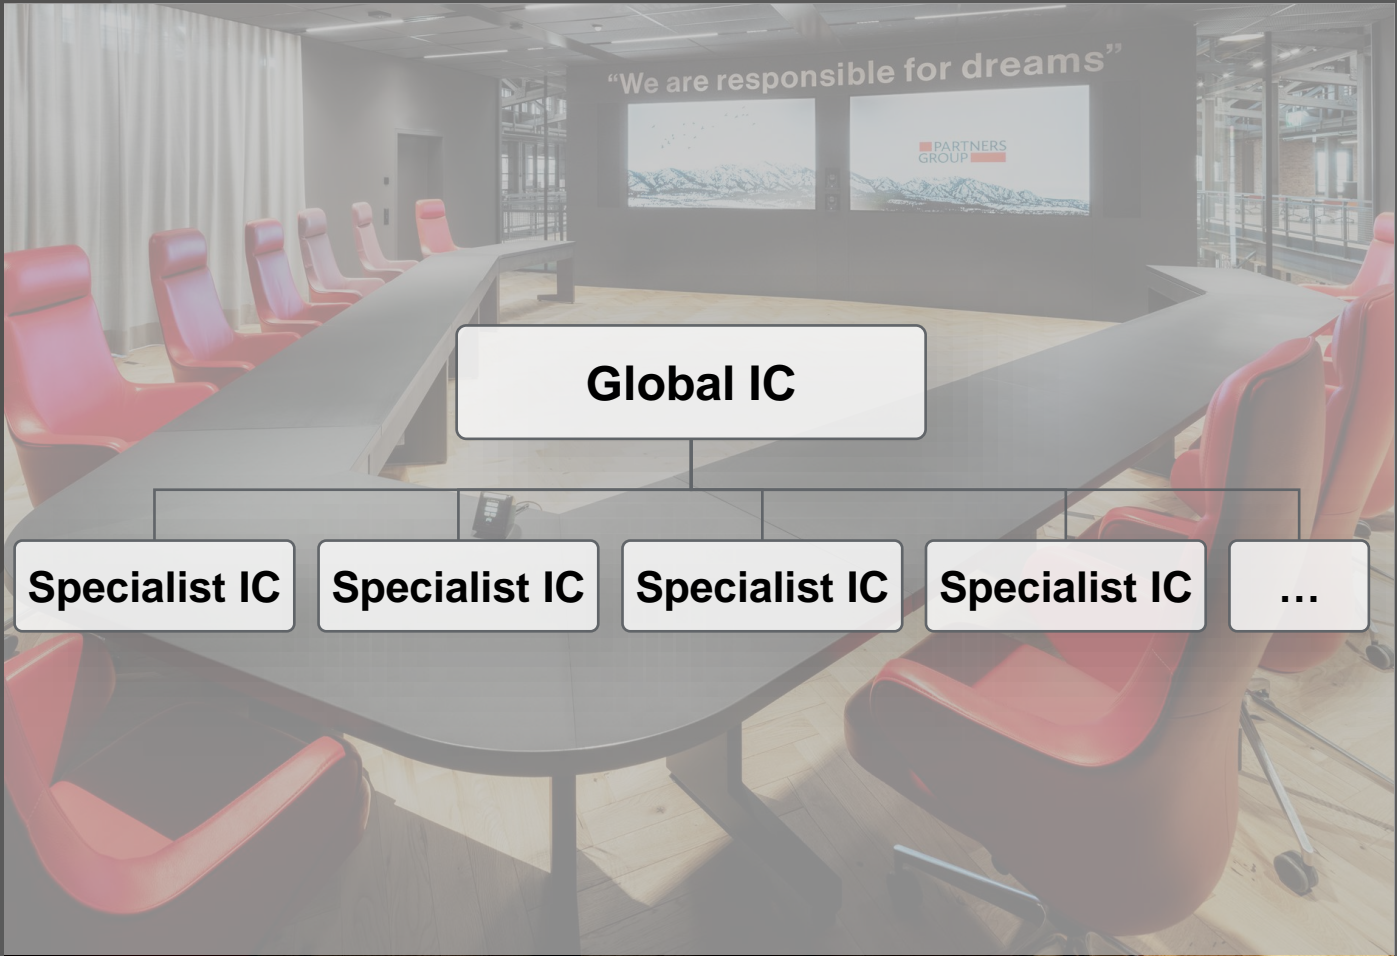 “We are responsible for dreams”
PARTNERS
GROUP
Global IC
Specialist IC
Specialist IC
Specialist IC
Specialist IC
...